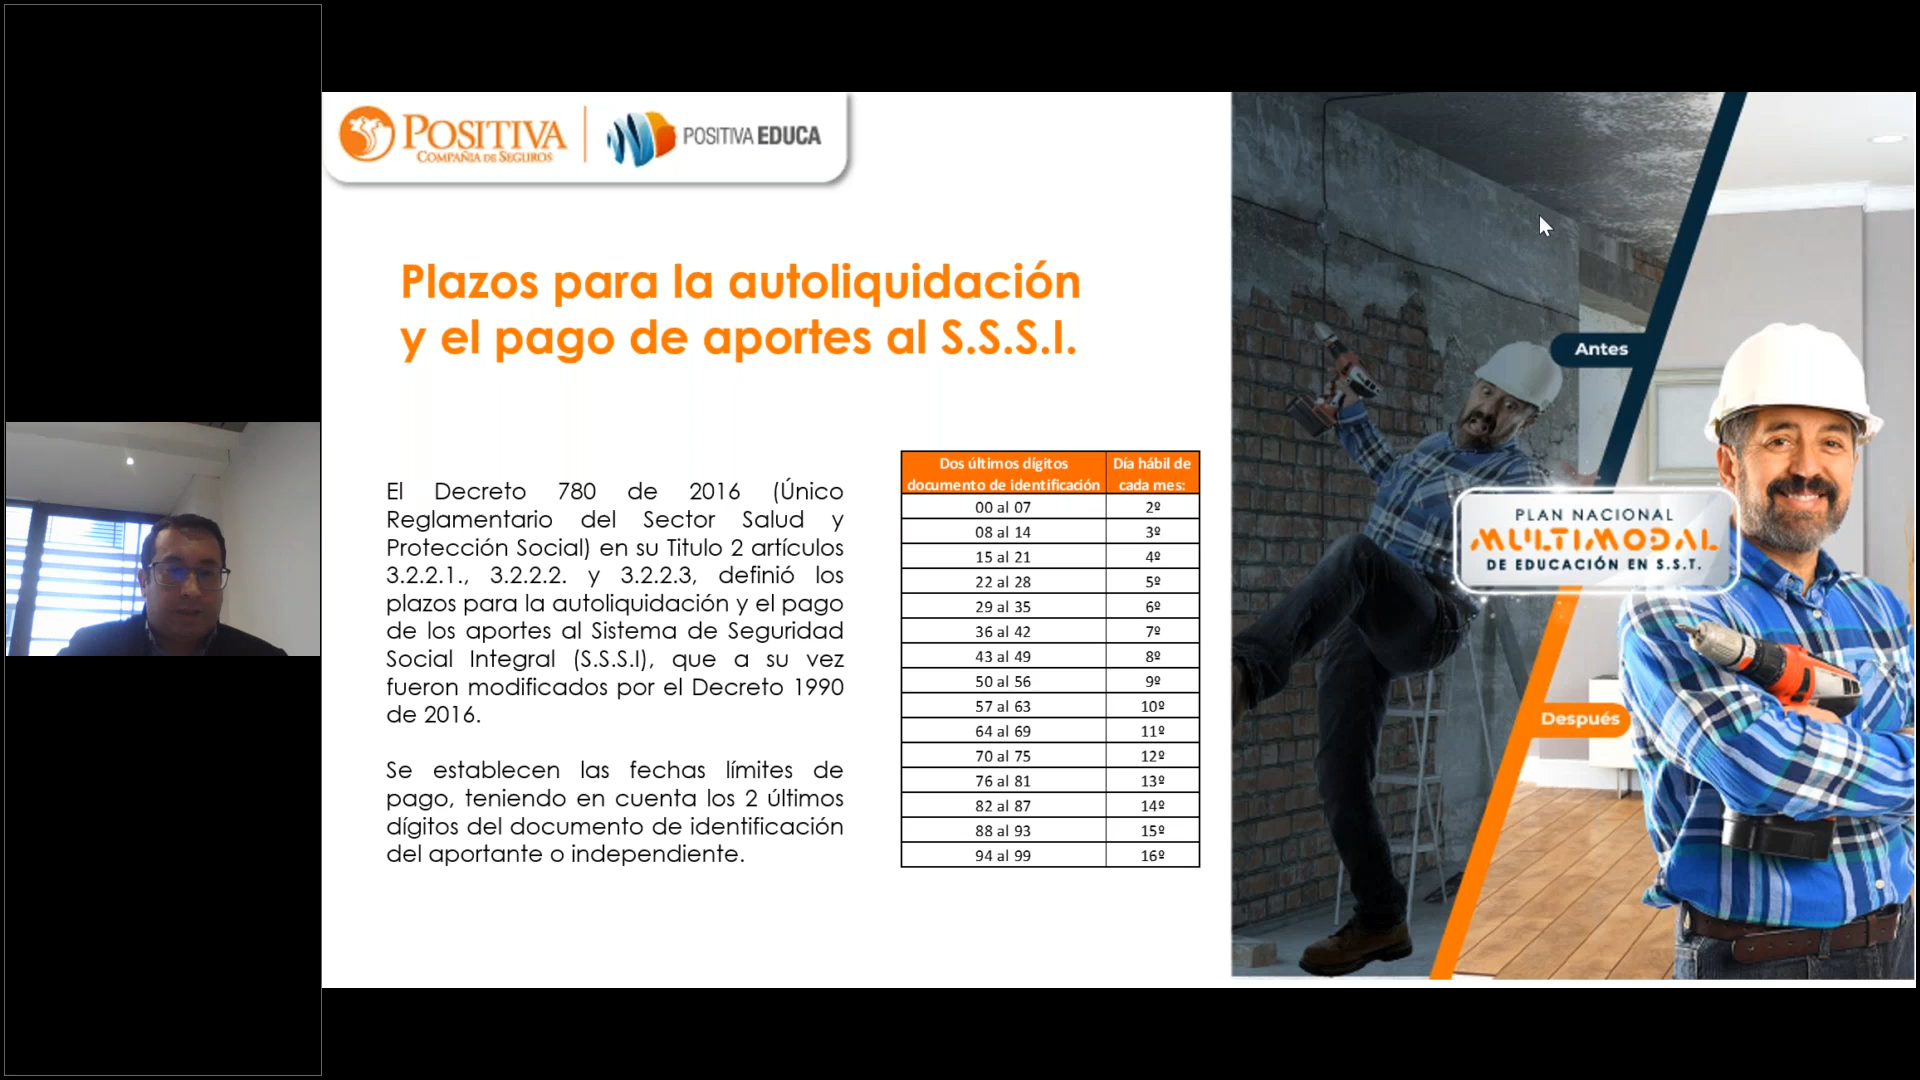 POSITIVA
COMPAÑIA DE SEGUROS
POSITIVA EDUCA
Plazos para la autoliquidación
y el pago de aportes al S.S.S.I.
El Decreto 780 de 2016 (Único
Reglamentario del Sector Salud y
Protección Social) en su Titulo 2 artículos
3.2.2.1., 3.2.2.2. y 3.2.2.3, definió los
plazos para la autoliquidación y el pago
de los aportes al Sistema de Seguridad
Social Integral (S.S.S.I), que a su vez
fueron modificados por el Decreto 1990
de 2016.
Se establecen las fechas límites de
pago, teniendo en cuenta los 2 últimos
dígitos del documento de identificación
del aportante o independiente.
Dos últimos dígitos documento de identificación Día hábil de cada mes:
00 al 07 2º
08 al 14 3º
15 al 21 4º
22 al 28 5º
29 al 35 6º
36 al 42 7º
43 al 49 8º
50 al 56 9º
57 al 63 10º
64 al 69 11º
70 al 75 12º
76 al 81 13º
82 al 87 14º
88 al 93 15º
94 al 99 16º
Antes
PLAN NACIONAL
MULTIMODAL
DE EDUCACIÓN EN S.S.T.
Después